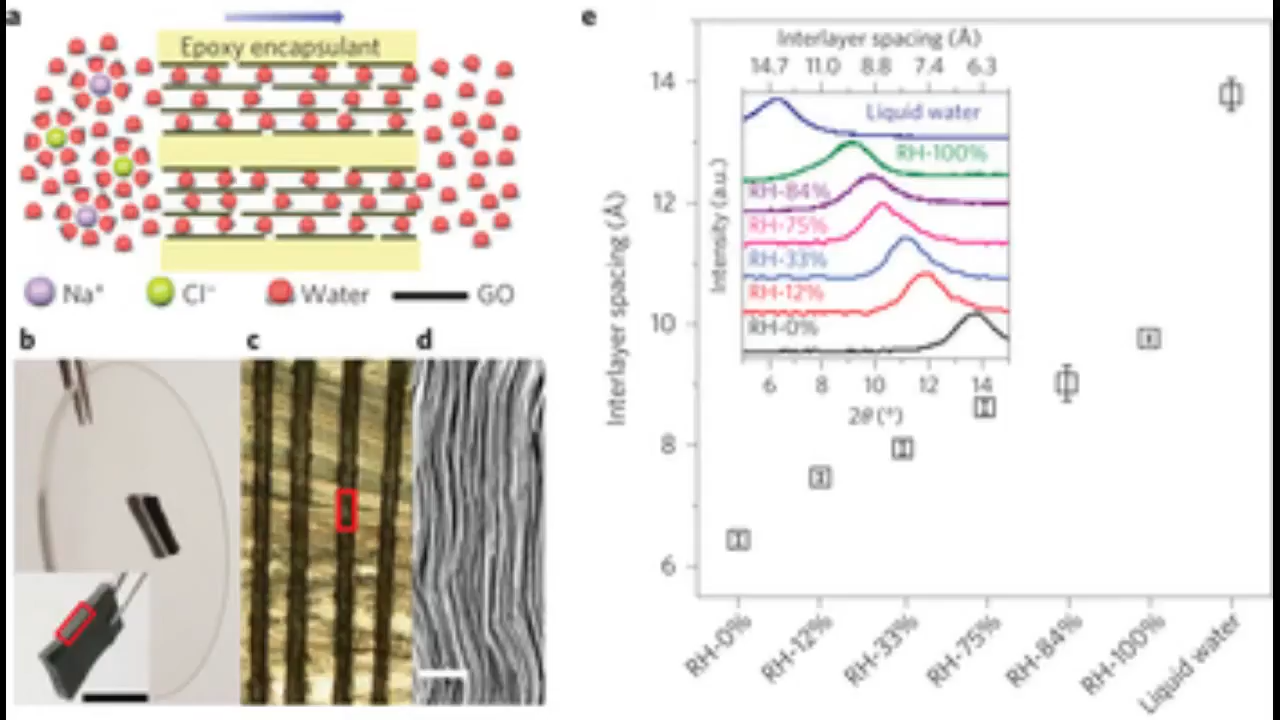 a
Epoxy encapsulant
Na⁺
Cl⁻
Water
GO
b
c
d
e
Interlayer spacing (Å)
14
12
10
8
6
RH-0%
RH-12%
RH-33%
RH-75%
RH-84%
RH-100%
Liquid water
Interlayer spacing (Å)
14.7 11.0 8.8 7.4 6.3
Intensity (a.u.)
Liquid water
RH-100%
RH-84%
RH-75%
RH-33%
RH-12%
RH-0%
6 8 10 12 14
2θ (°)